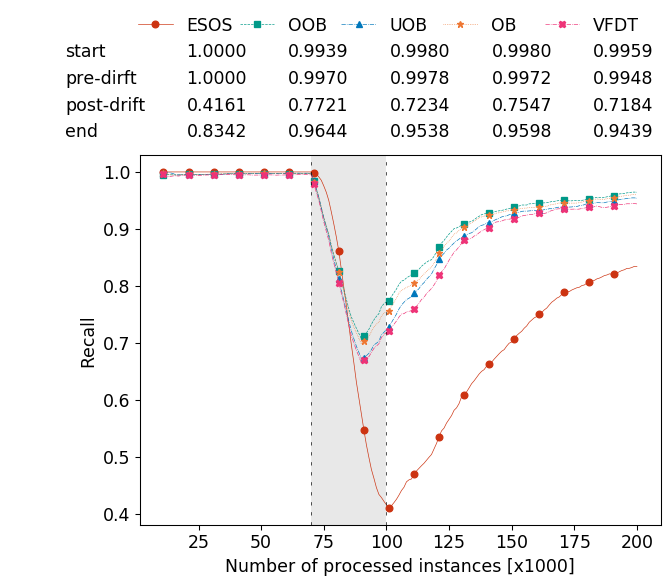 ESOS OOB UOB OB VFDT
start 1.0000 0.9939 0.9980 0.9980 0.9959
pre-dirft 1.0000 0.9970 0.9978 0.9972 0.9948
post-drift 0.4161 0.7721 0.7234 0.7547 0.7184
end 0.8342 0.9644 0.9538 0.9598 0.9439
1.0
0.9
0.8
0.7
0.6
0.5
0.4
Recall
25 50 75 100 125 150 175 200
Number of processed instances [x1000]